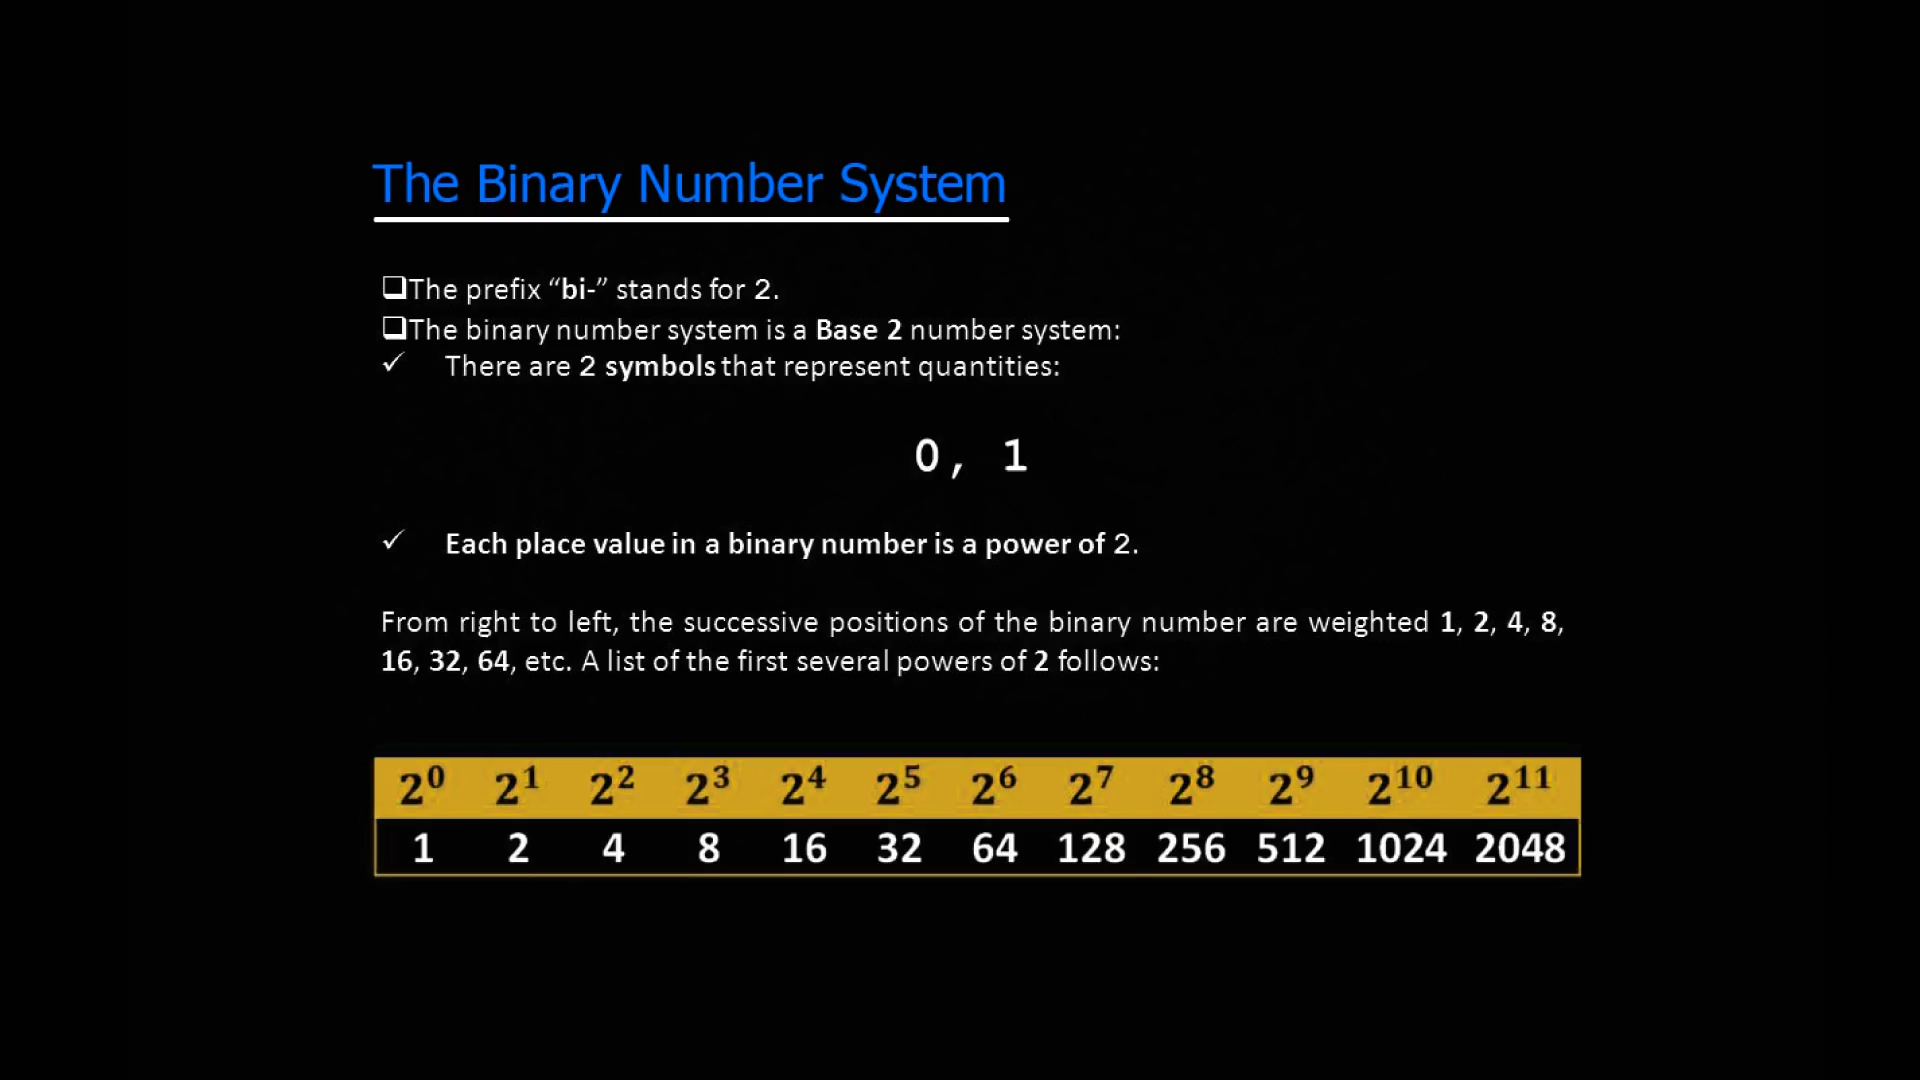 The Binary Number System
❑The prefix “bi-” stands for 2.
❑The binary number system is a Base 2 number system:
✓ There are 2 symbols that represent quantities:
0, 1
✓ Each place value in a binary number is a power of 2.
From right to left, the successive positions of the binary number are weighted 1, 2, 4, 8,
16, 32, 64, etc. A list of the first several powers of 2 follows:
2⁰ 2¹ 2² 2³ 2⁴ 2⁵ 2⁶ 2⁷ 2⁸ 2⁹ 2¹⁰ 2¹¹
1 2 4 8 16 32 64 128 256 512 1024 2048